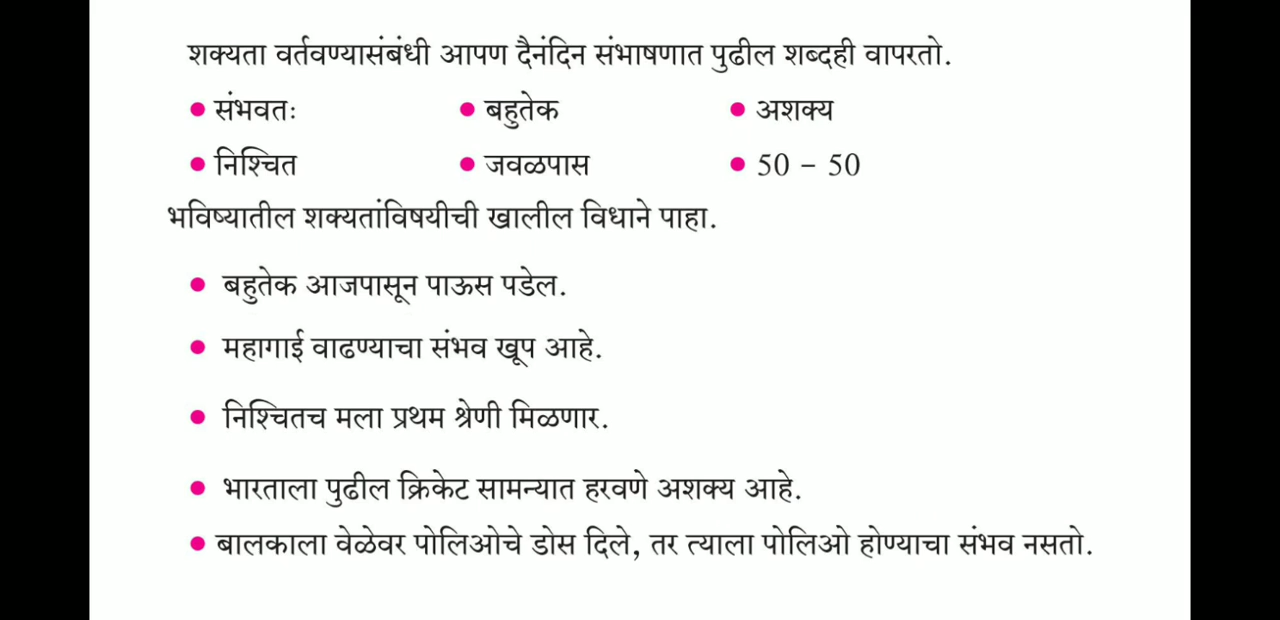 शक्यता वर्तवण्यासंबंधी आपण दैनंदिन संभाषणात पुढील शब्दही वापरतो.
● संभवतः ● बहुतेक ● अशक्य
● निश्चित ● जवळपास ● 50 – 50
भविष्यातील शक्यतांविषयीची खालील विधाने पाहा.
● बहुतेक आजपासून पाऊस पडेल.
● महागाई वाढण्याचा संभव खूप आहे.
● निश्चितच मला प्रथम श्रेणी मिळणार.
● भारताला पुढील क्रिकेट सामन्यात हरवणे अशक्य आहे.
● बालकाला वेळेवर पोलिओचे डोस दिले, तर त्याला पोलिओ होण्याचा संभव नसतो.